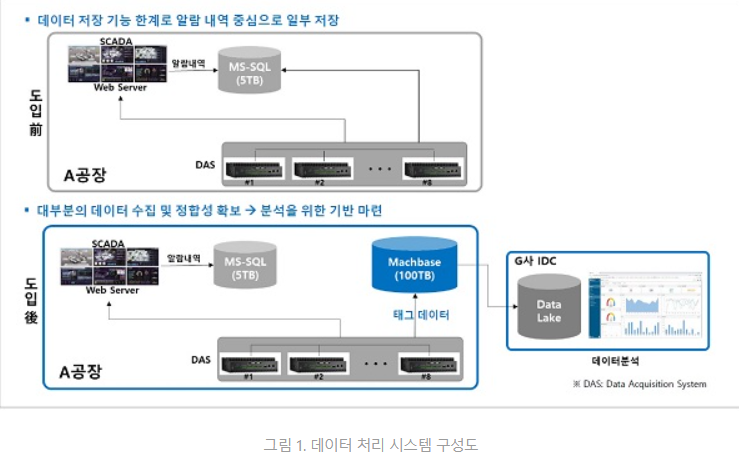 ▪ 데이터 저장 기능 한계로 알람 내역 중심으로 일부 저장
도입 前
SCADA
Web Server
알람내역
MS-SQL
(5TB)
DAS
#1
#2
• • •
#8
A공장
▪ 대부분의 데이터 수집 및 정합성 확보 → 분석을 위한 기반 마련
도입 後
SCADA
Web Server
알람내역
MS-SQL
(5TB)
Machbase
(100TB)
태그 데이터
DAS
#1
#2
• • •
#8
A공장
G사 IDC
Data
Lake
데이터분석
※ DAS: Data Acquisition System
그림 1. 데이터 처리 시스템 구성도